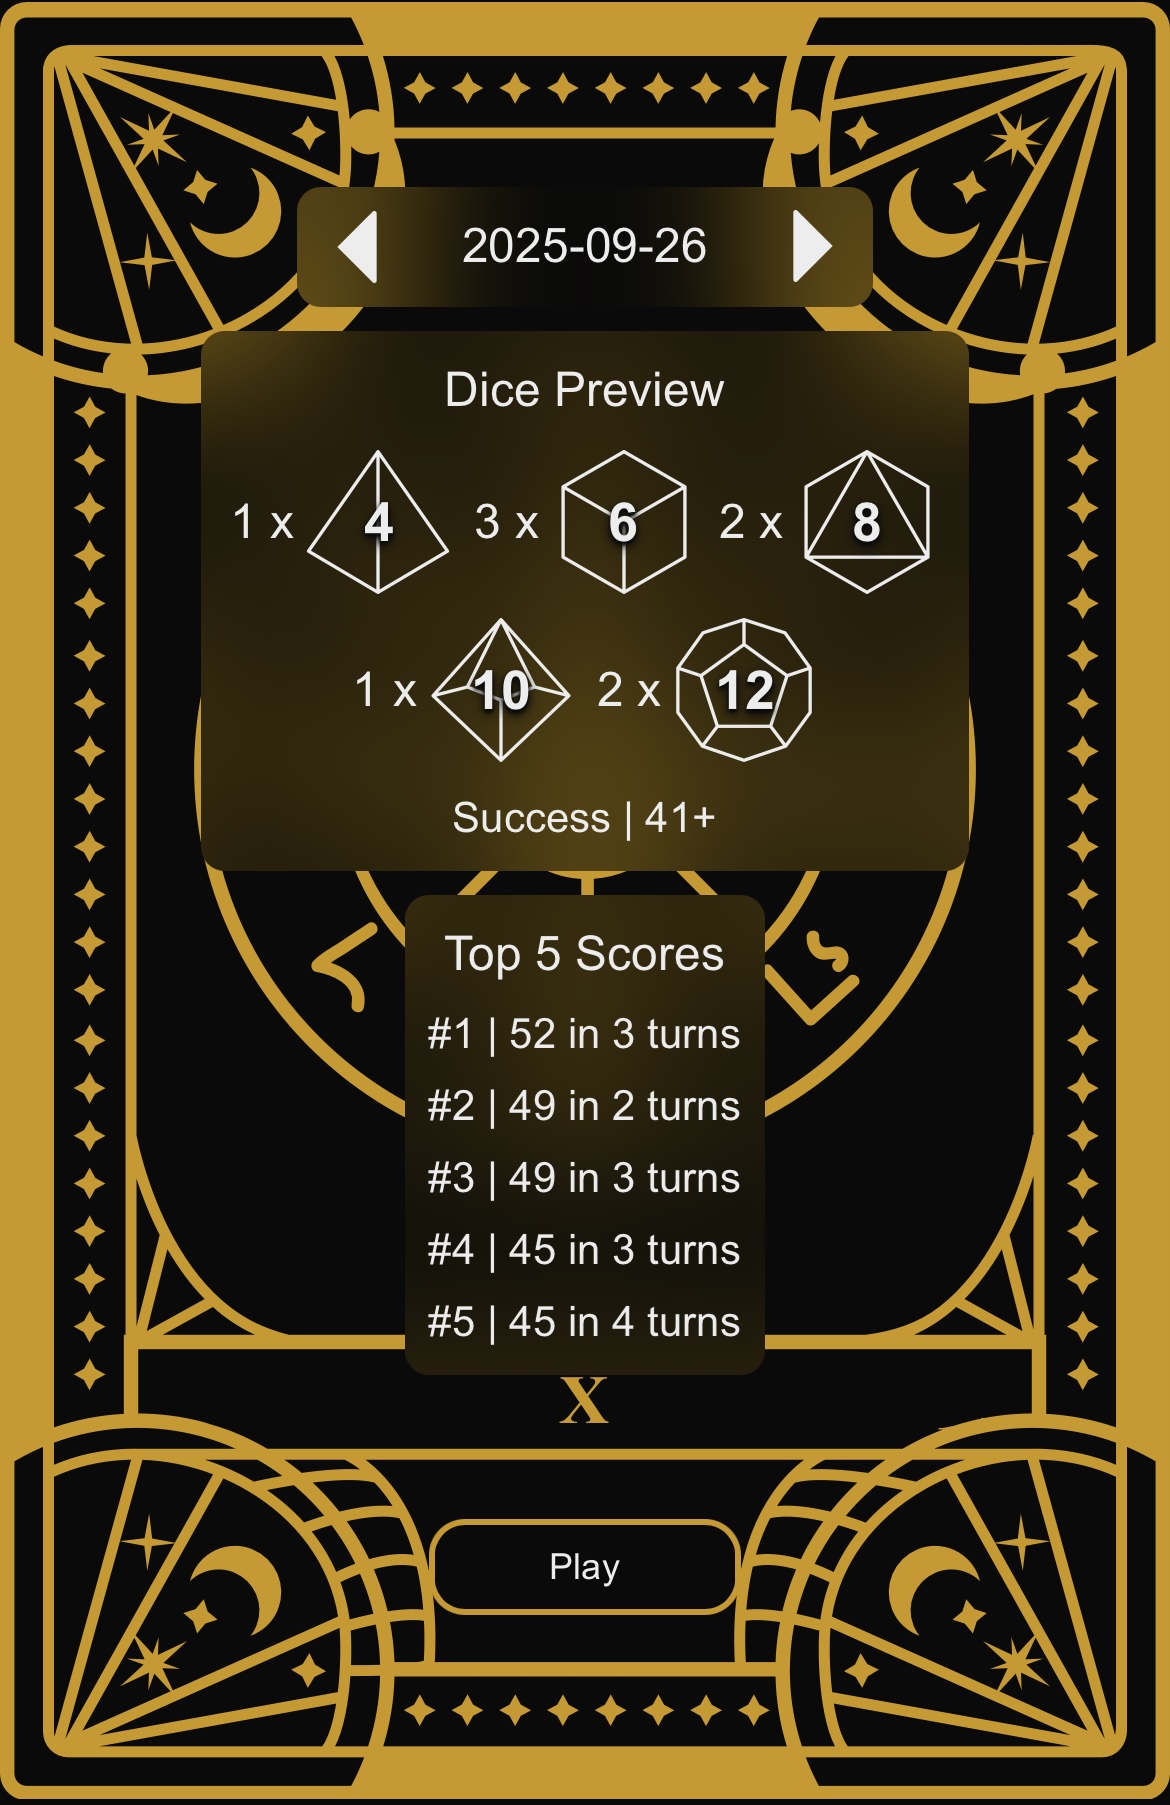 2025-09-26
Dice Preview
1 x 4 3 x 6 2 x 8
1 x 10 2 x 12
Success | 41+
Top 5 Scores
#1 | 52 in 3 turns
#2 | 49 in 2 turns
#3 | 49 in 3 turns
#4 | 45 in 3 turns
#5 | 45 in 4 turns
X
Play